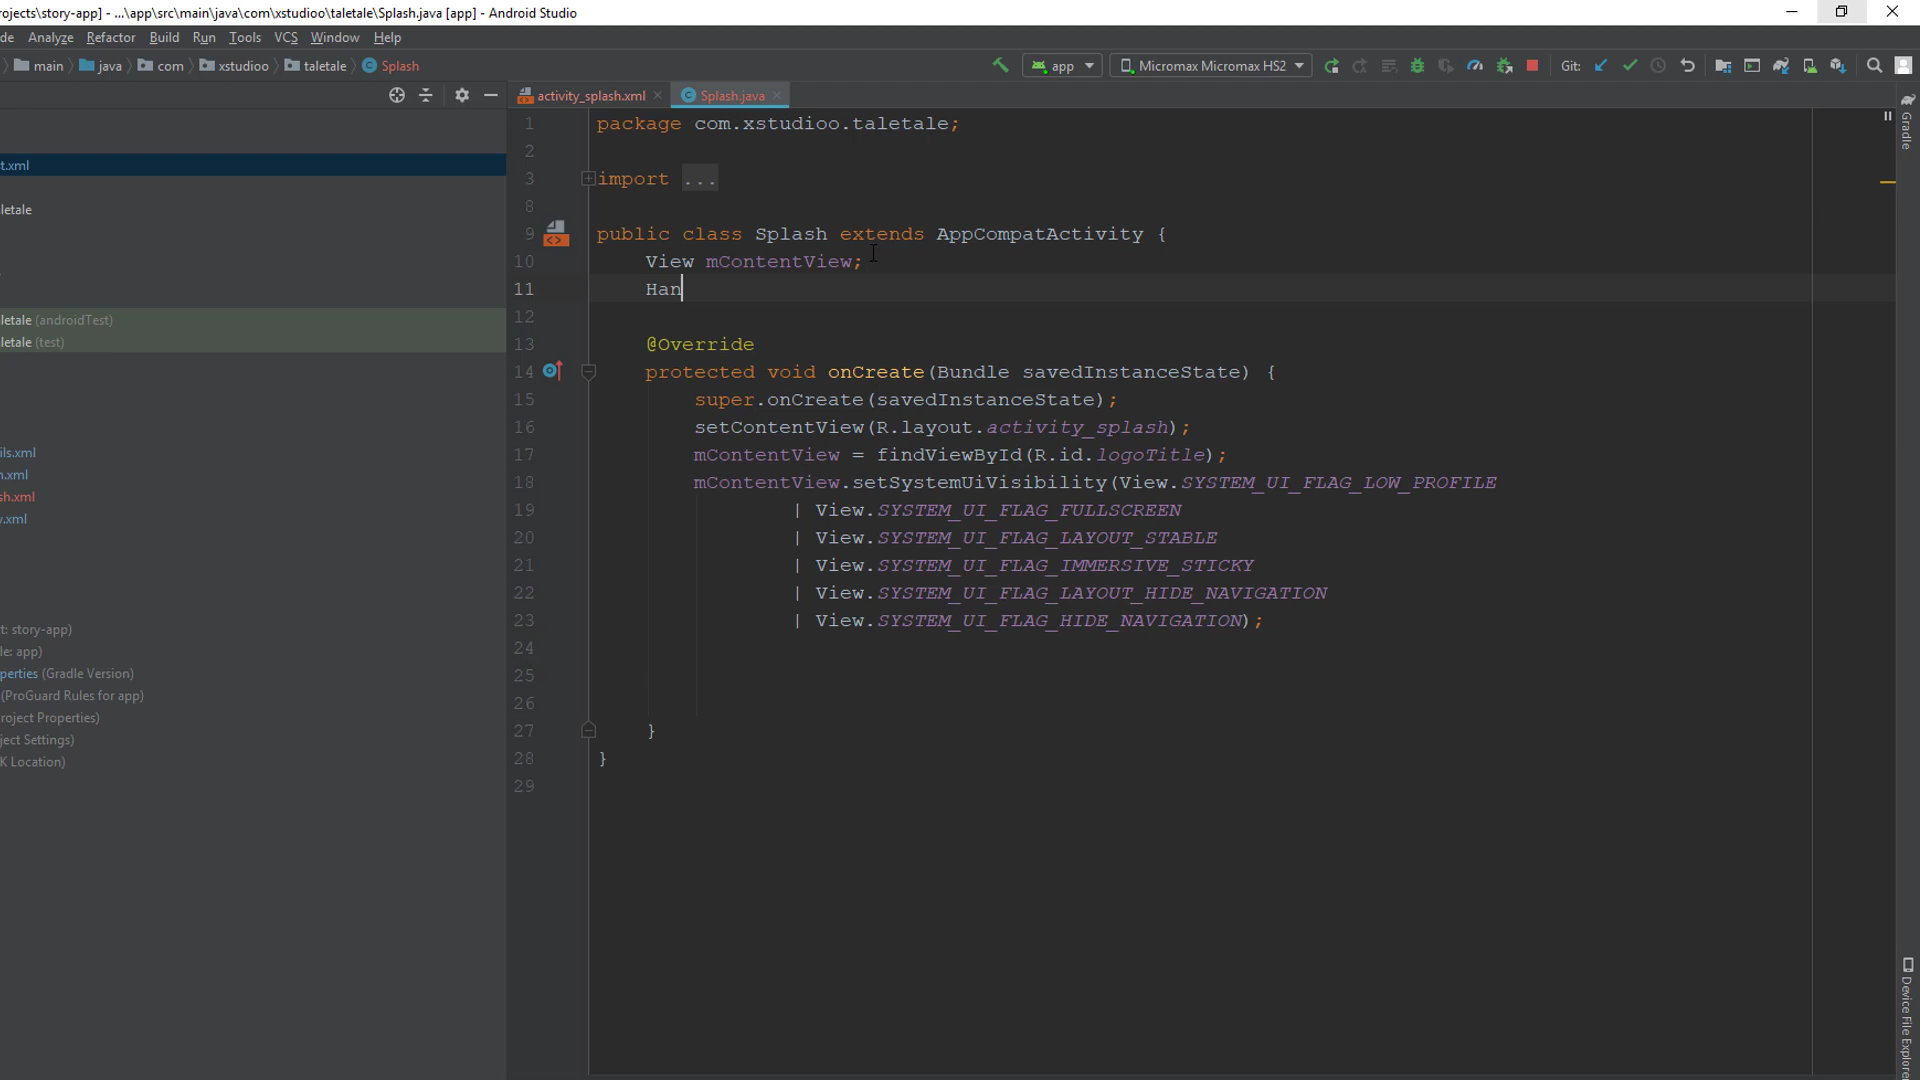 rojects\story-app] - ...\app\src\main\java\com\xstudioo\taletale\Splash.java [app] - Android Studio
de Analyze Refactor Build Run Tools VCS Window Help
main java com xstudioo taletale Splash app Micromax Micromax HS2 Git:
activity_splash.xml Splash.java
1 package com.xstudioo.taletale;
2
t.xml
3 import ...
8
letale
9 public class Splash extends AppCompatActivity {
10 View mContentView;
11 Han
12
letale (androidTest)
13 @Override
letale (test)
14 protected void onCreate(Bundle savedInstanceState) {
15 super.onCreate(savedInstanceState);
16 setContentView(R.layout.activity_splash);
17 mContentView = findViewById(R.id.logoTitle);
ils.xml
n.xml
18 mContentView.setSystemUiVisibility(View.SYSTEM_UI_FLAG_LOW_PROFILE
sh.xml
19 | View.SYSTEM_UI_FLAG_FULLSCREEN
v.xml
20 | View.SYSTEM_UI_FLAG_LAYOUT_STABLE
21 | View.SYSTEM_UI_FLAG_IMMERSIVE_STICKY
22 | View.SYSTEM_UI_FLAG_LAYOUT_HIDE_NAVIGATION
23 | View.SYSTEM_UI_FLAG_HIDE_NAVIGATION);
t: story-app)
24
le: app)
25
perties (Gradle Version)
26
(ProGuard Rules for app)
roject Properties)
27 }
ject Settings)
28 }
K Location)
29
Gradle
Device File Explorer